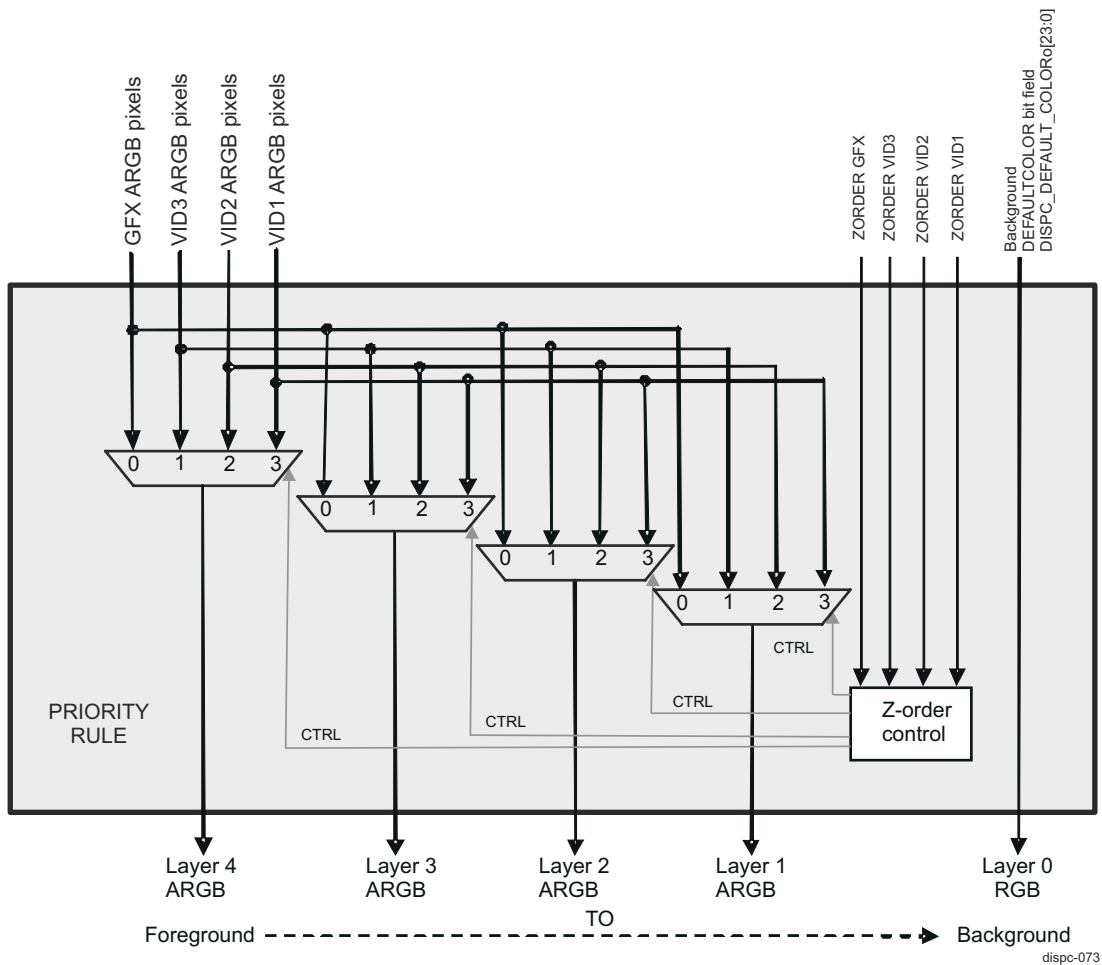 GFX ARGB pixels
VID3 ARGB pixels
VID2 ARGB pixels
VID1 ARGB pixels
ZORDER GFX
ZORDER VID3
ZORDER VID2
ZORDER VID1
Background
DEFAULTCOLOR bit field
DISPC_DEFAULT_COLORo[23:0]
0 1 2 3
0 1 2 3
0 1 2 3
0 1 2 3
CTRL
CTRL
CTRL
CTRL
Z-order
control
PRIORITY
RULE
Layer 4
ARGB
Layer 3
ARGB
Layer 2
ARGB
Layer 1
ARGB
Layer 0
RGB
TO
Foreground
Background
dispc-073